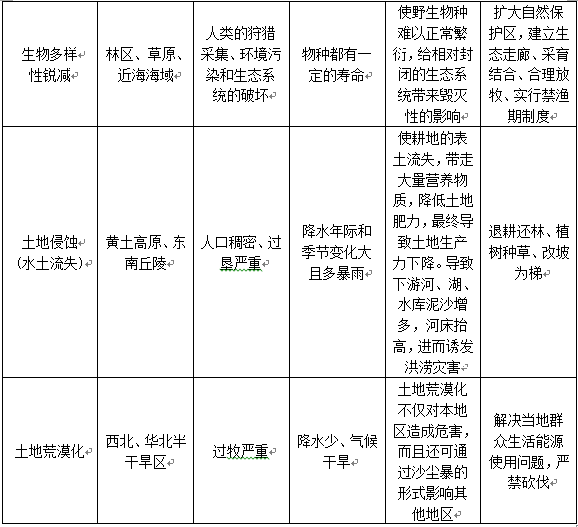 生物多样
性锐减
林区、草原、
近海海域
人类的狩猎
采集、环境污
染和生态系
统的破坏
物种都有一
定的寿命
使野生物种
难以正常繁
衍，给相对封
闭的生态系
统带来毁灭
性的影响
扩大自然保
护区，建立生
态走廊、采育
结合、合理放
牧、实行禁渔
期制度
土地侵蚀
(水土流失)
黄土高原、东
南丘陵
人口稠密、过
垦严重
降水年际和
季节变化大
且多暴雨
使耕地的表
土流失，带走
大量营养物
质，降低土地
肥力，最终导
致土地生产
力下降。导致
下游河、湖、
水库泥沙增
多，河床抬
高，进而诱发
洪涝灾害
退耕还林、植
树种草、改坡
为梯
土地荒漠化
西北、华北半
干旱区
过牧严重
降水少、气候
干旱
土地荒漠化
不仅对本地
区造成危害，
而且还可通
过沙尘暴的
形式影响其
他地区
解决当地群
众生活能源
使用问题，严
禁砍伐